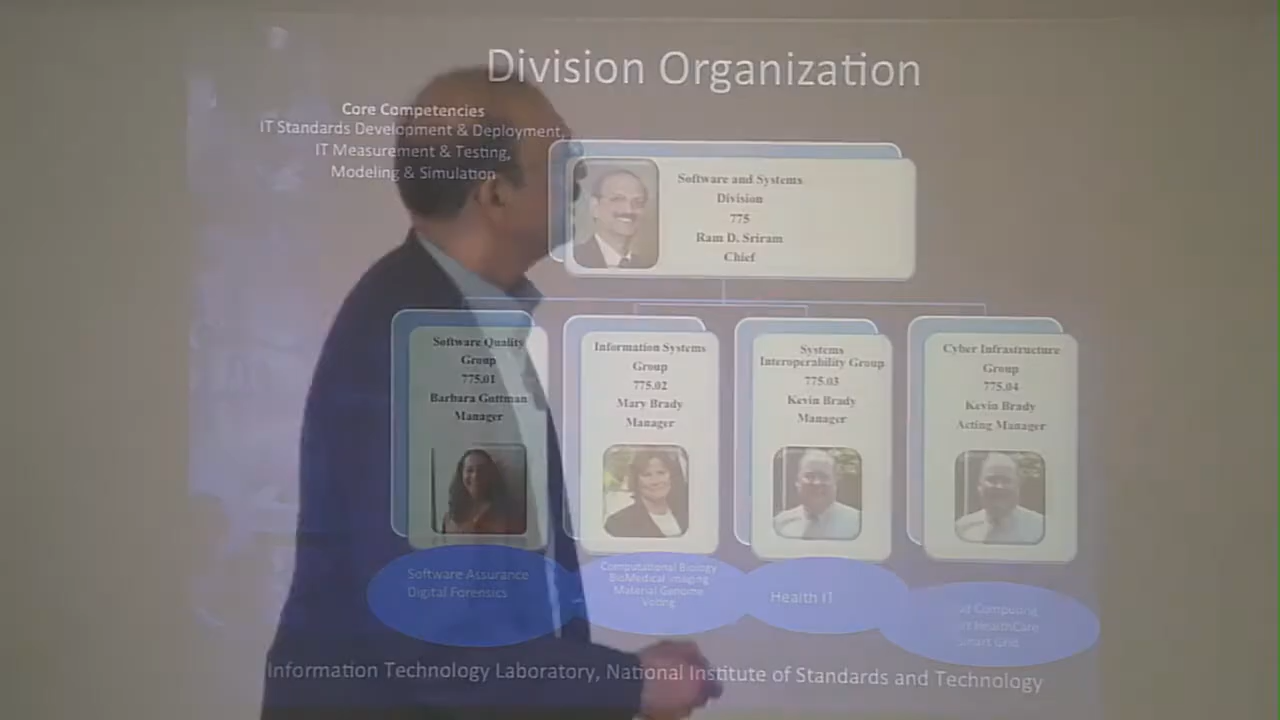 Division Organization
Core Competencies
IT Standards Development & Deployment,
IT Measurement & Testing,
Modeling & Simulation
Software and Systems
Division
775
Ram D. Sriram
Chief
Software Quality
Group
775.01
Barbara Guttman
Manager
Information Systems
Group
775.02
Mary Brady
Manager
Systems
Interoperability Group
775.03
Kevin Brady
Manager
Cyber Infrastructure
Group
775.04
Kevin Brady
Acting Manager
Software Assurance
Digital Forensics
Computational Biology
BioMedical Imaging
Material Genome
Voting
Health IT
Computing
HealthCare
Grid
Information Technology Laboratory, National Institute of Standards and Technology